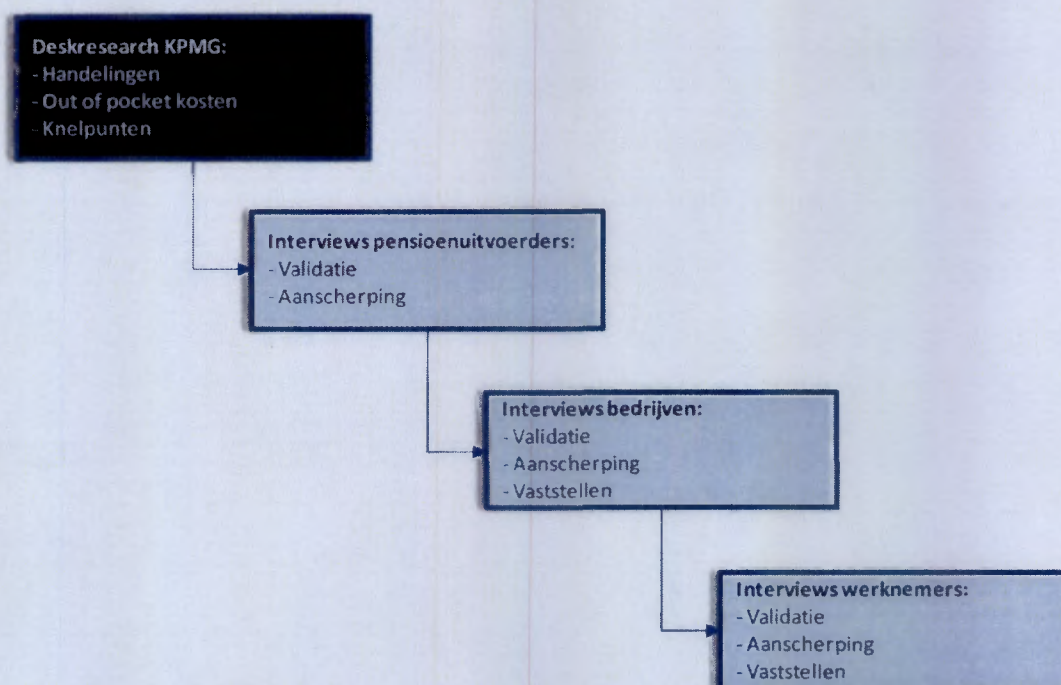 Deskresearch KPMG:
- Handelingen
- Out of pocket kosten
- Knelpunten
Interviews pensioenuitvoerders:
- Validatie
- Aanscherping
Interviews bedrijven:
- Validatie
- Aanscherping
- Vaststellen
Interviews werknemers:
- Validatie
- Aanscherping
- Vaststellen